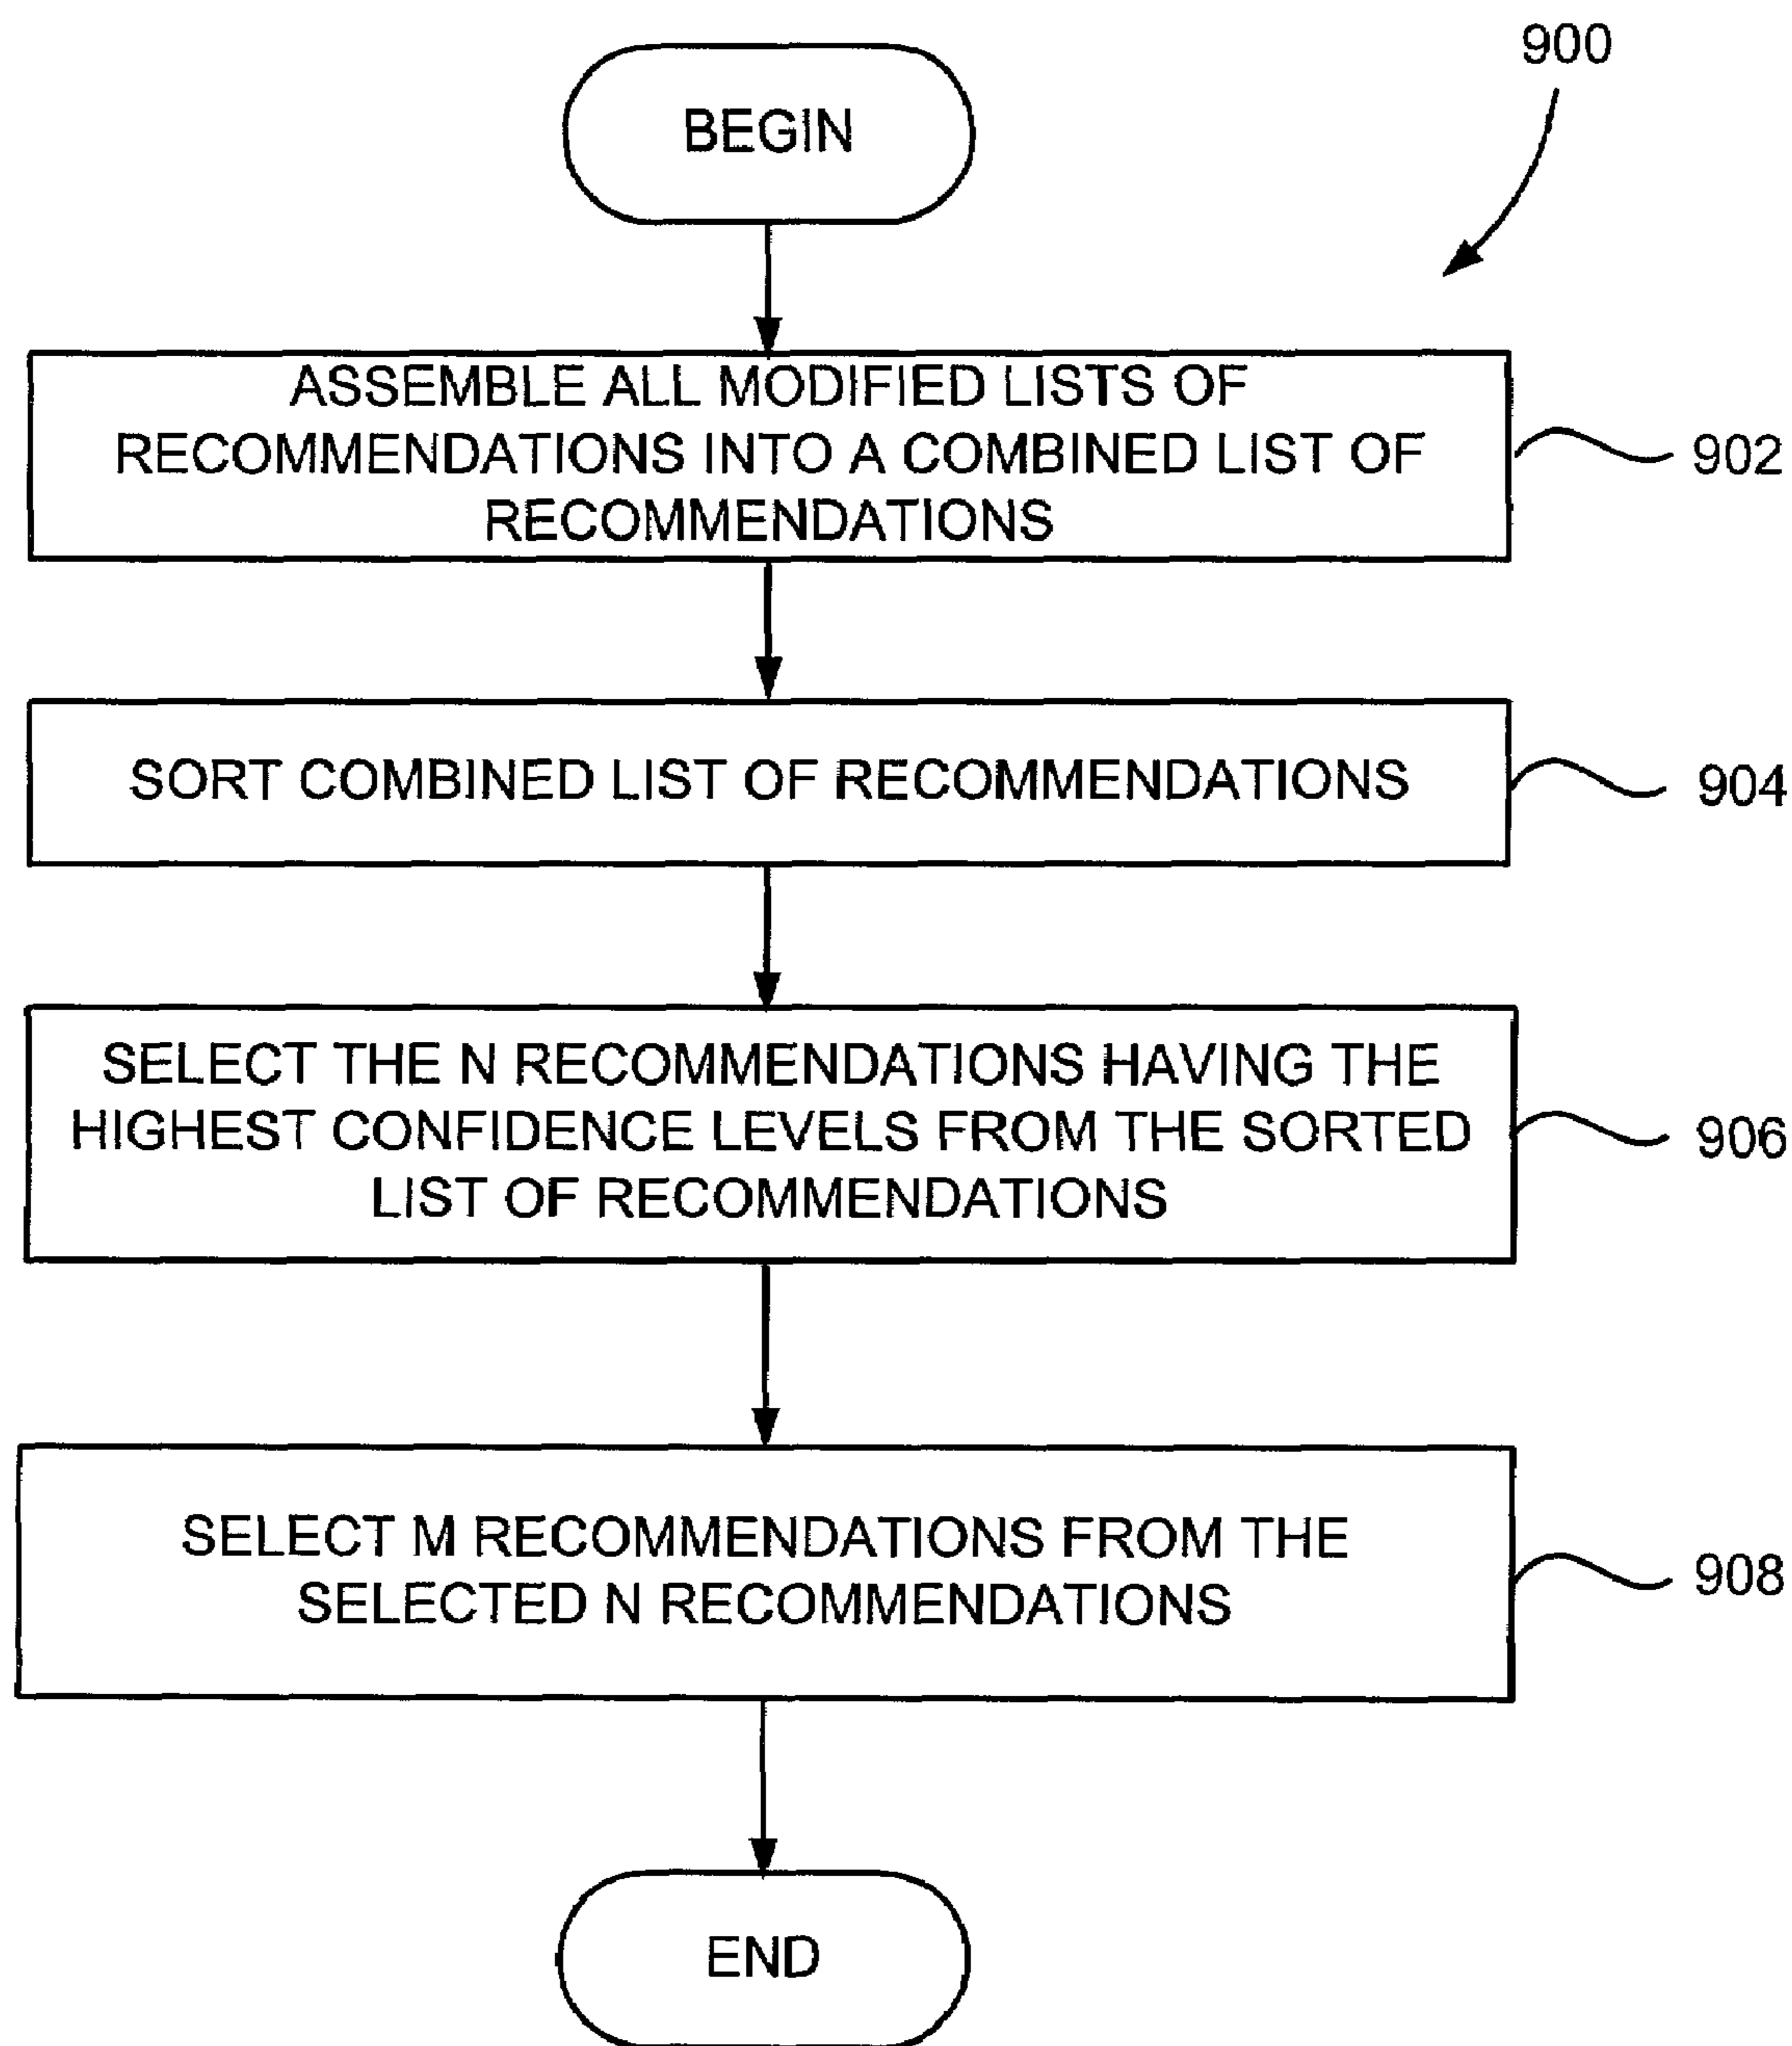 900
BEGIN
ASSEMBLE ALL MODIFIED LISTS OF
RECOMMENDATIONS INTO A COMBINED LIST OF
RECOMMENDATIONS
902
SORT COMBINED LIST OF RECOMMENDATIONS
904
SELECT THE N RECOMMENDATIONS HAVING THE
HIGHEST CONFIDENCE LEVELS FROM THE SORTED
LIST OF RECOMMENDATIONS
906
SELECT M RECOMMENDATIONS FROM THE
SELECTED N RECOMMENDATIONS
908
END